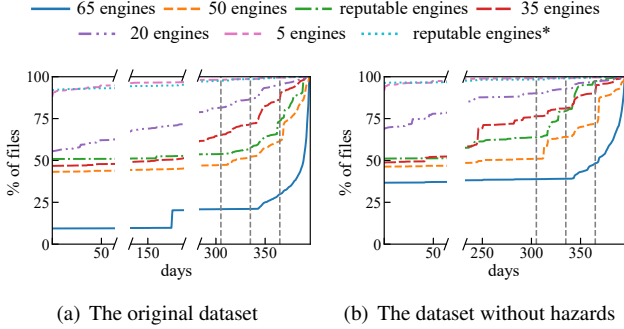 65 engines 50 engines reputable engines 35 engines
20 engines 5 engines reputable engines*
100
75
50
25
0
% of files
50 150 300 350
days
100
75
50
25
0
% of files
0 50 250 300 350
days
(a) The original dataset (b) The dataset without hazards